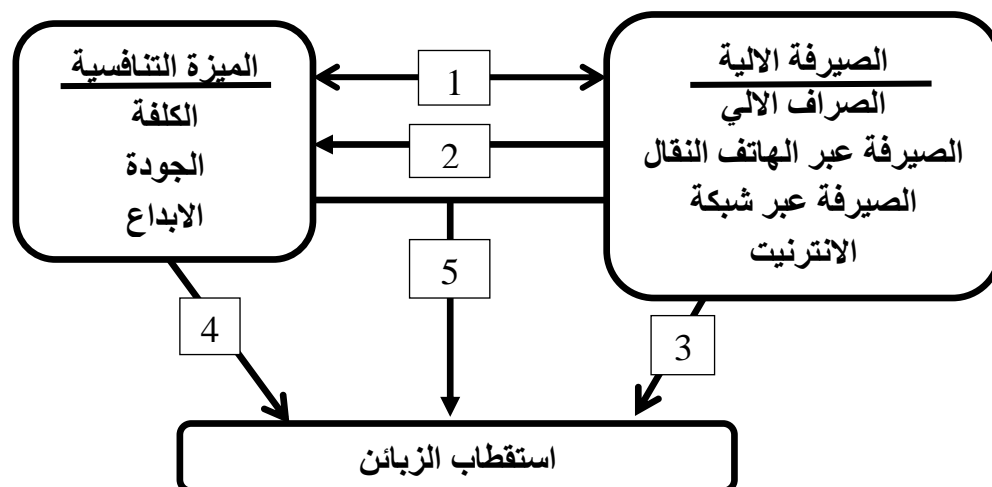 الصيرفة الالية
الصراف الالي
الصيرفة عبر الهاتف النقال
الصيرفة عبر شبكة
الانترنيت
الميزة التنافسية
الكلفة
الجودة
الابداع
1
2
5
4
3
استقطاب الزبائن